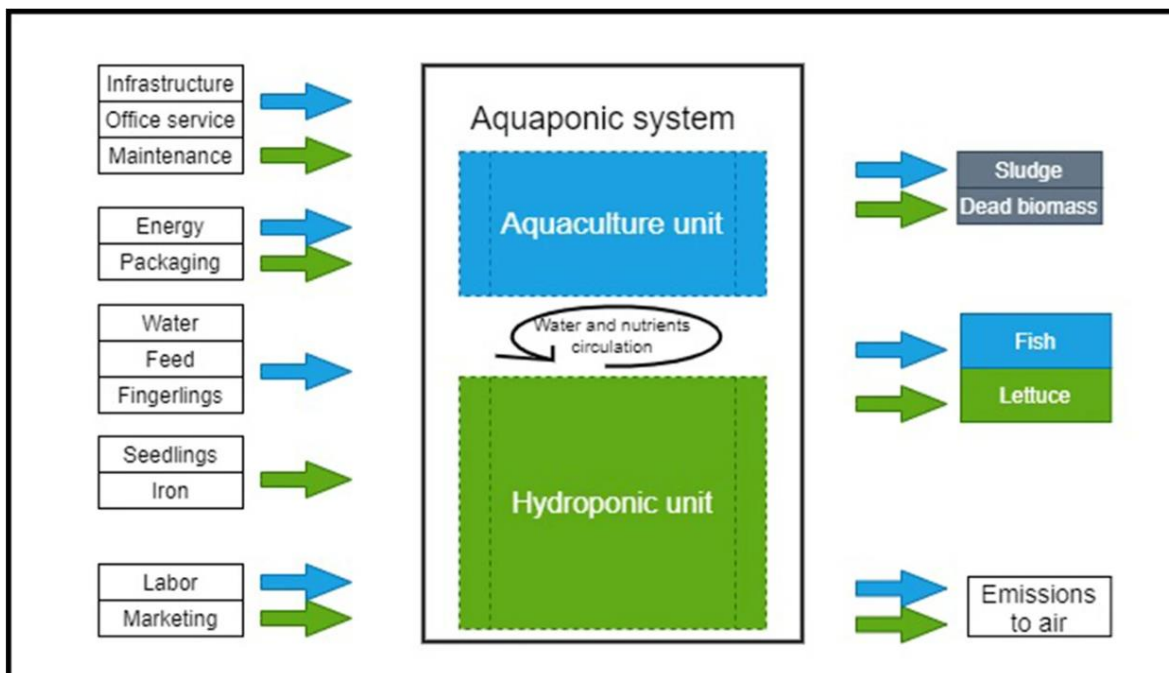 Infrastructure
Office service
Maintenance
Energy
Packaging
Water
Feed
Fingerlings
Seedlings
Iron
Labor
Marketing
Aquaponic system
Aquaculture unit
Water and nutrients
circulation
Hydroponic unit
Sludge
Dead biomass
Fish
Lettuce
Emissions
to air